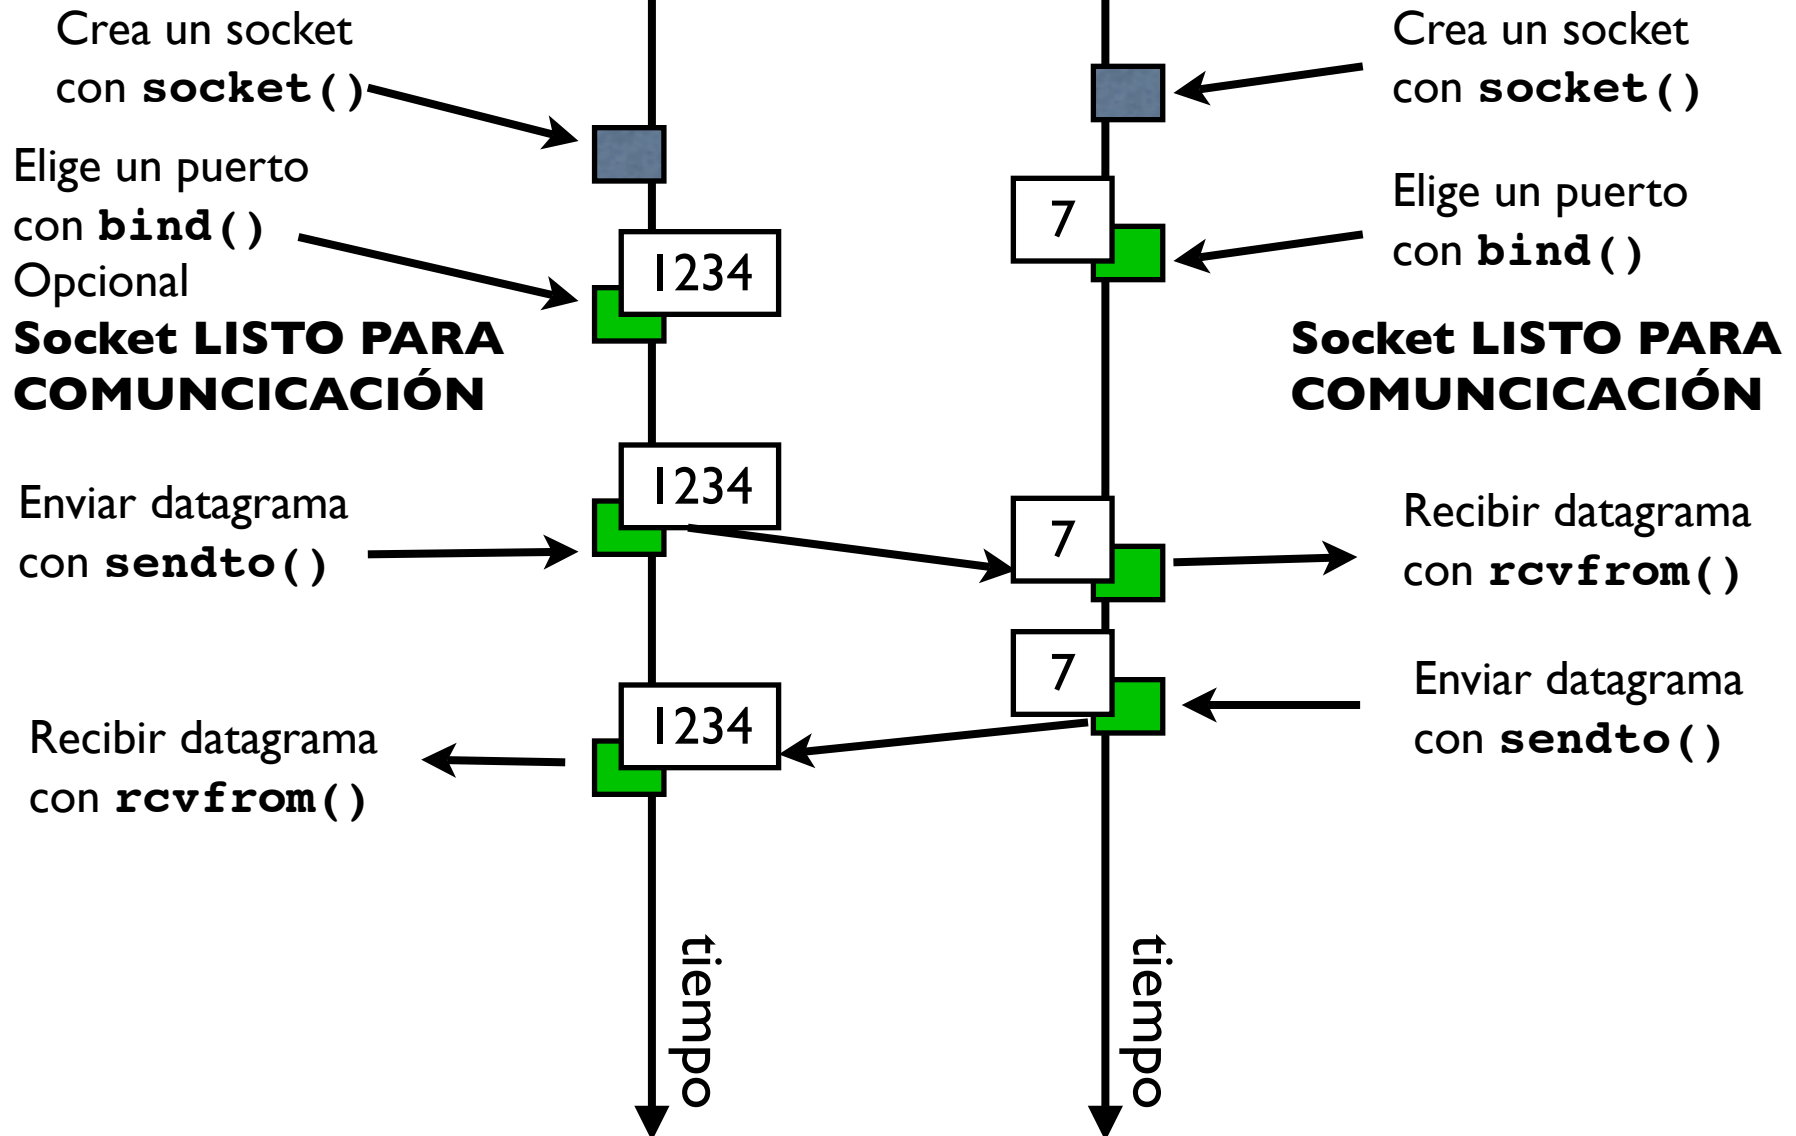 Crea un socket
con socket()
Elige un puerto
con bind()
Opcional
Socket LISTO PARA
COMUNCICACIÓN
Enviar datagrama
con sendto()
Recibir datagrama
con rcvfrom()
1234
1234
1234
tiempo
7
7
7
tiempo
Crea un socket
con socket()
Elige un puerto
con bind()
Socket LISTO PARA
COMUNCICACIÓN
Recibir datagrama
con rcvfrom()
Enviar datagrama
con sendto()